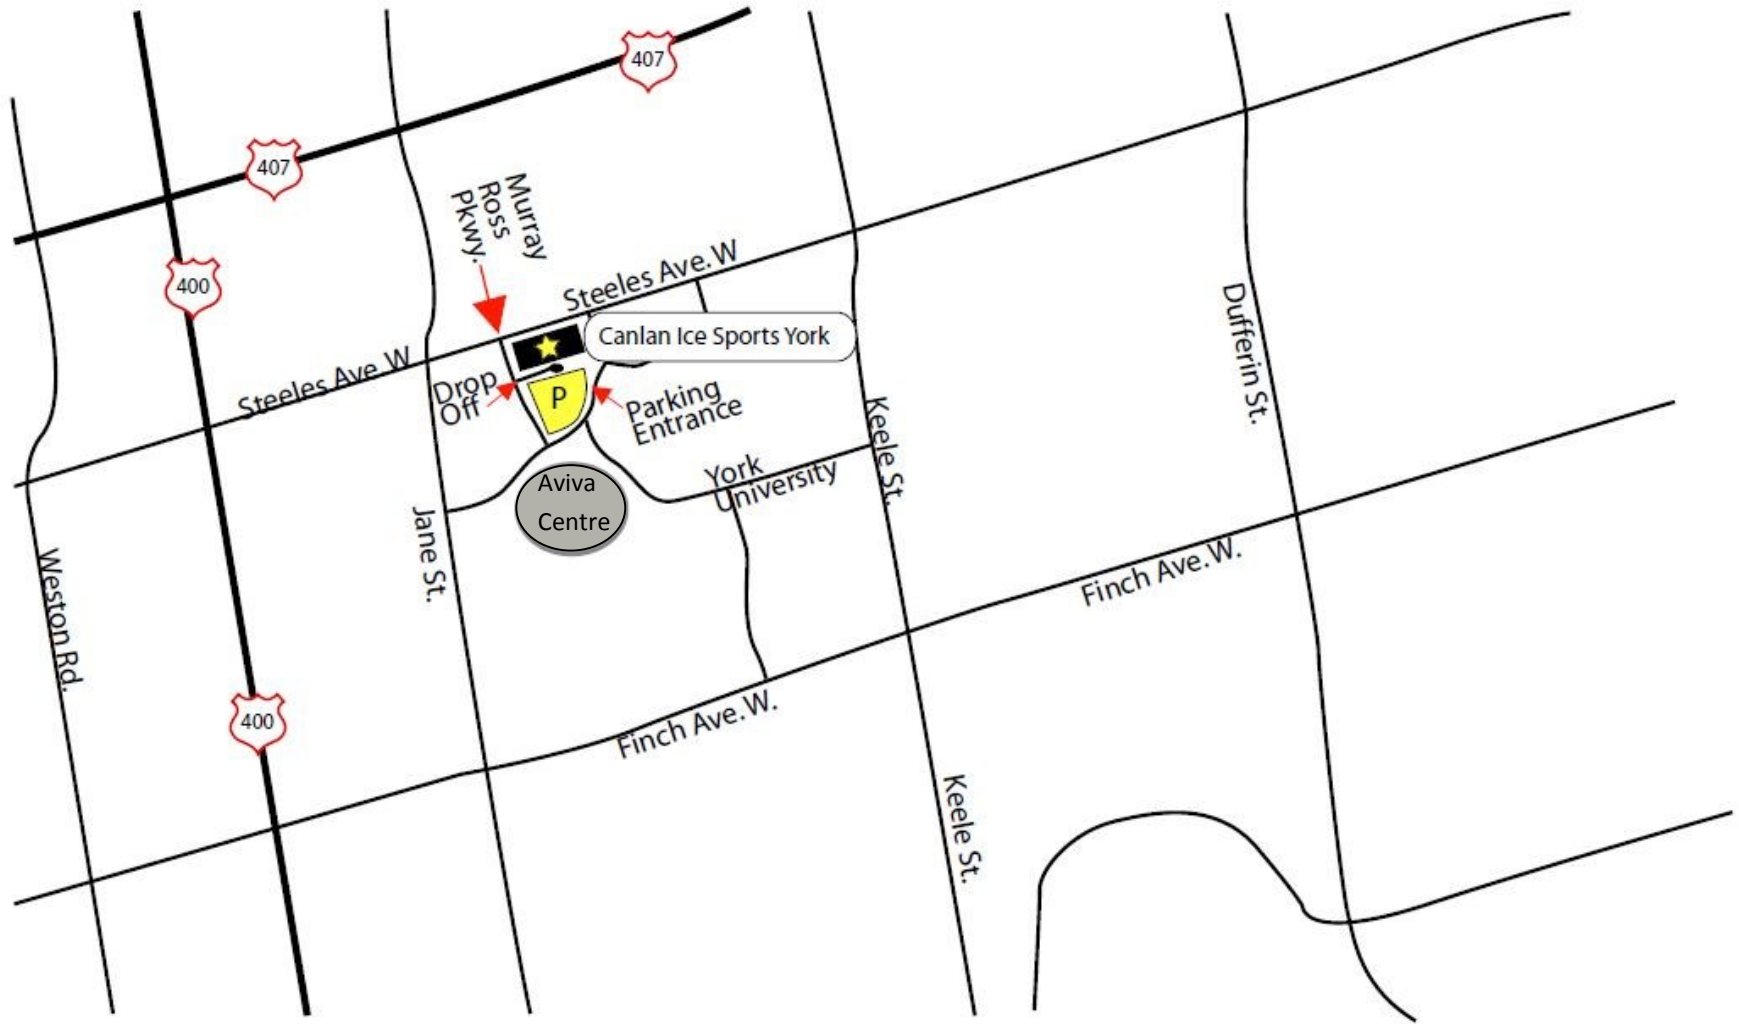 407
407
400
Murray
Ross
Pkwy.
Steeles Ave. W
Canlan Ice Sports York
Steeles Ave W
Drop
Off
P
Parking
Entrance
Dufferin St.
Keele St.
York
University
Aviva
Centre
Jane St.
Weston Rd.
Finch Ave. W.
400
Finch Ave. W.
Keele St.